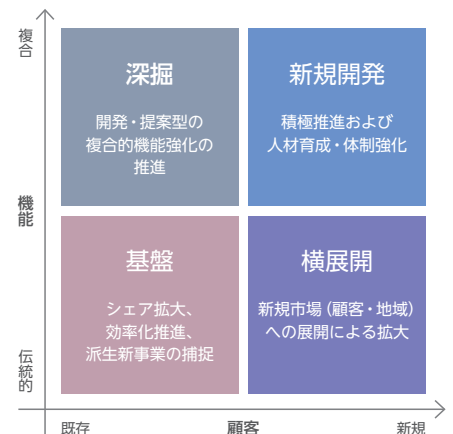 複合
深掘
開発・提案型の
複合的機能強化の
推進
新規開発
積極推進および
人材育成・体制強化
機能
基盤
シェア拡大、
効率化推進、
派生新事業の捕捉
横展開
新規市場（顧客・地域）
への展開による拡大
伝統的
既存
顧客
新規